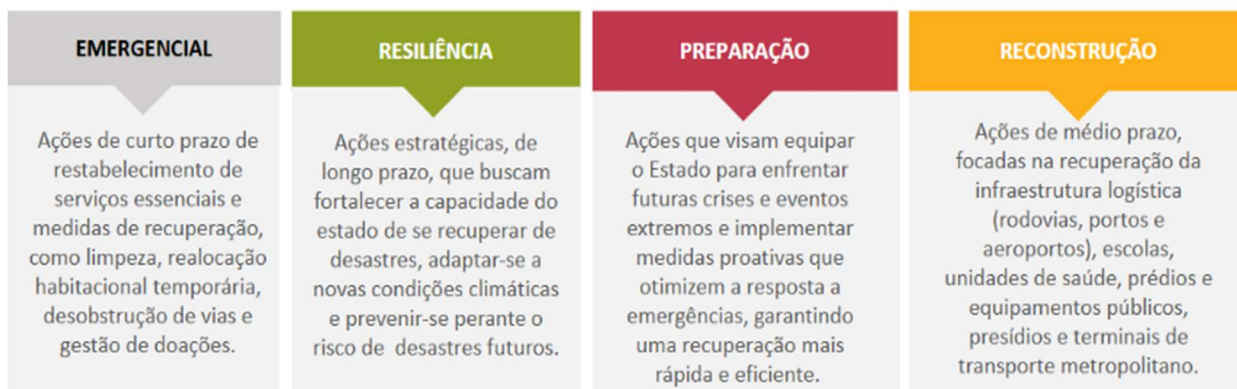 EMERGENCIAL
Ações de curto prazo de
restabelecimento de
serviços essenciais e
medidas de recuperação,
como limpeza, realocação
habitacional temporária,
desobstrução de vias e
gestão de doações.
RESILIÊNCIA
Ações estratégicas, de
longo prazo, que buscam
fortalecer a capacidade do
estado de se recuperar de
desastres, adaptar-se a
novas condições climáticas
e prevenir-se perante o
risco de desastres futuros.
PREPARAÇÃO
Ações que visam equipar
o Estado para enfrentar
futuras crises e eventos
extremos e implementar
medidas proativas que
otimizem a resposta a
emergências, garantindo
uma recuperação mais
rápida e eficiente.
RECONSTRUÇÃO
Ações de médio prazo,
focadas na recuperação da
infraestrutura logística
(rodovias, portos e
aeroportos), escolas,
unidades de saúde, prédios e
equipamentos públicos,
presídios e terminais de
transporte metropolitano.